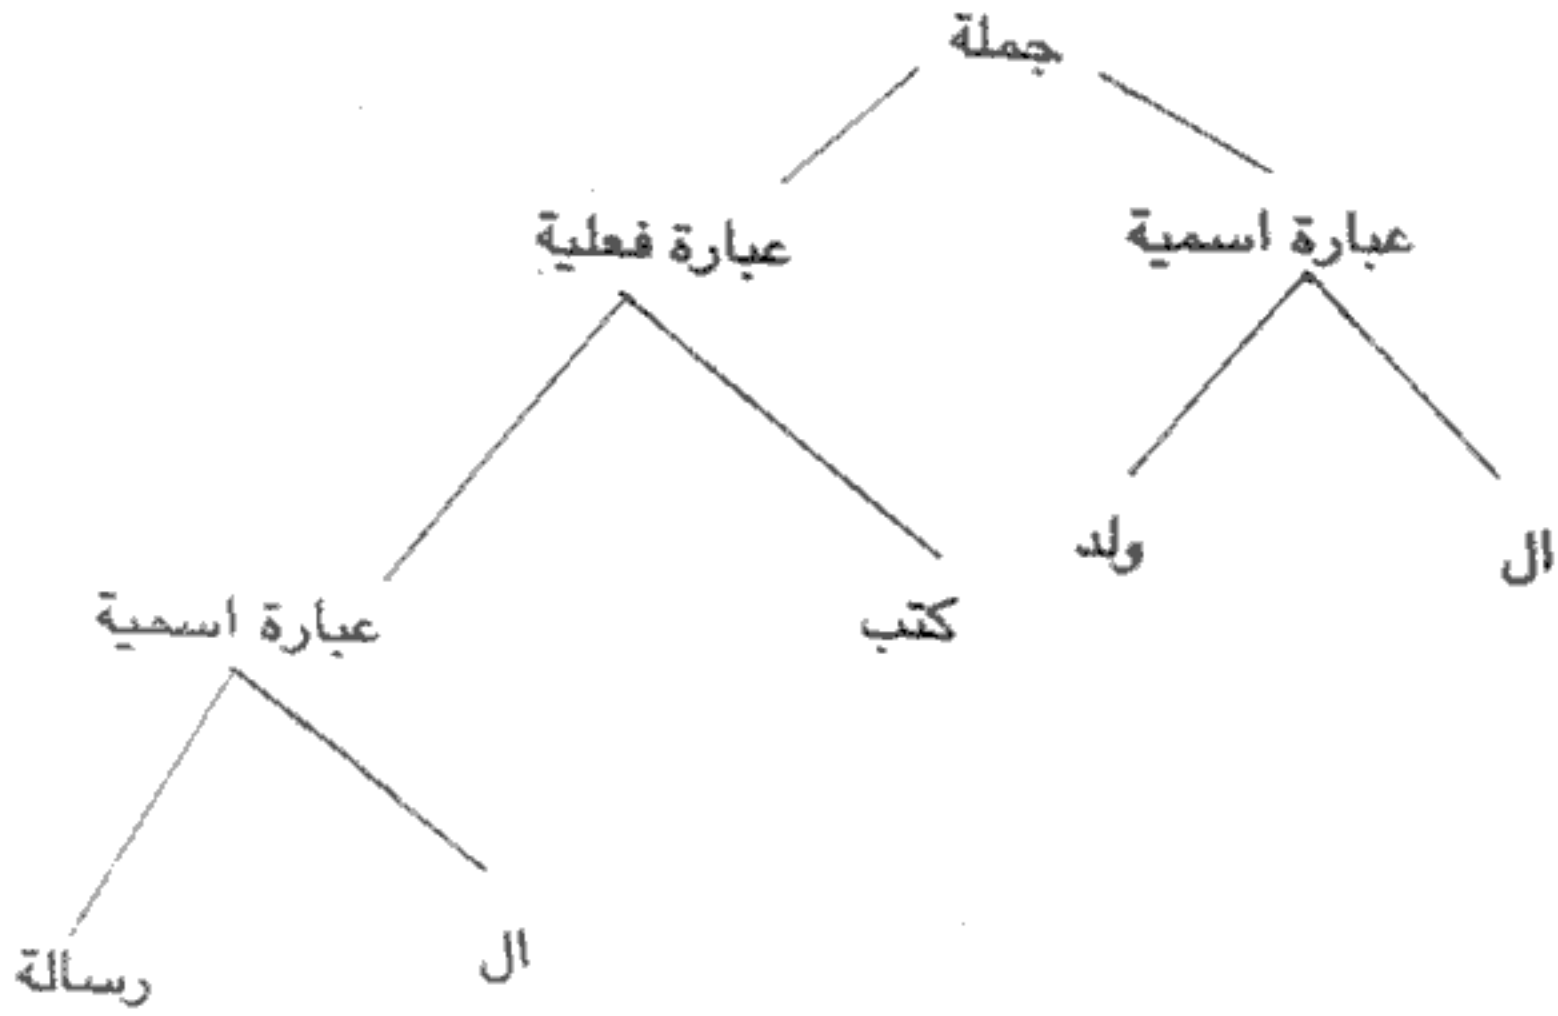 جملة
عبارة اسمية
عبارة فعلية
ال
ولد
كتب
عبارة اسمية
ال
رسالة